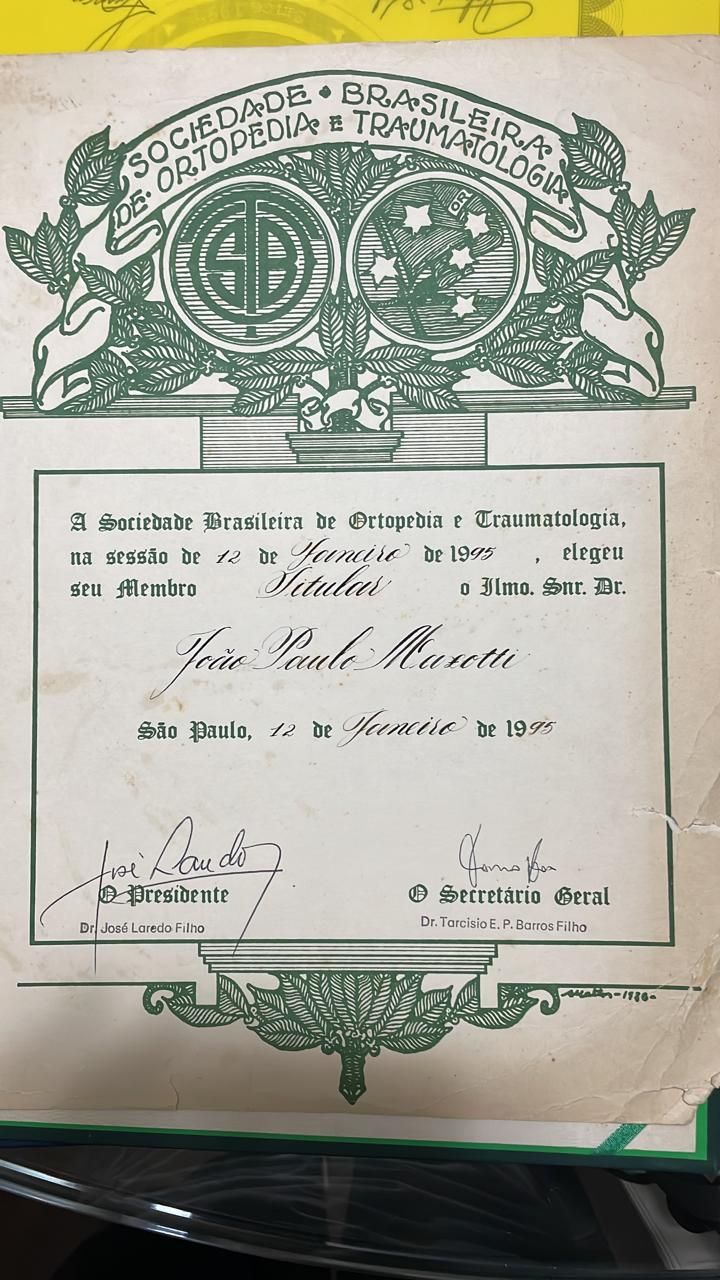 SOCIEDADE • BRASILEIRA
DE • ORTOPEDIA E TRAUMATOLOGIA
A Sociedade Brasileira de Ortopedia e Traumatologia,
na sessão de 12 de Janeiro de 1995 , elegeu
seu Membro Titular o Ilmo. Snr. Dr.
João Paulo Mazotti
São Paulo, 12 de Janeiro de 1995
José Laredo
O Presidente O Secretário Geral
Dr. José Laredo Filho Dr. Tarcisio E. P. Barros Filho